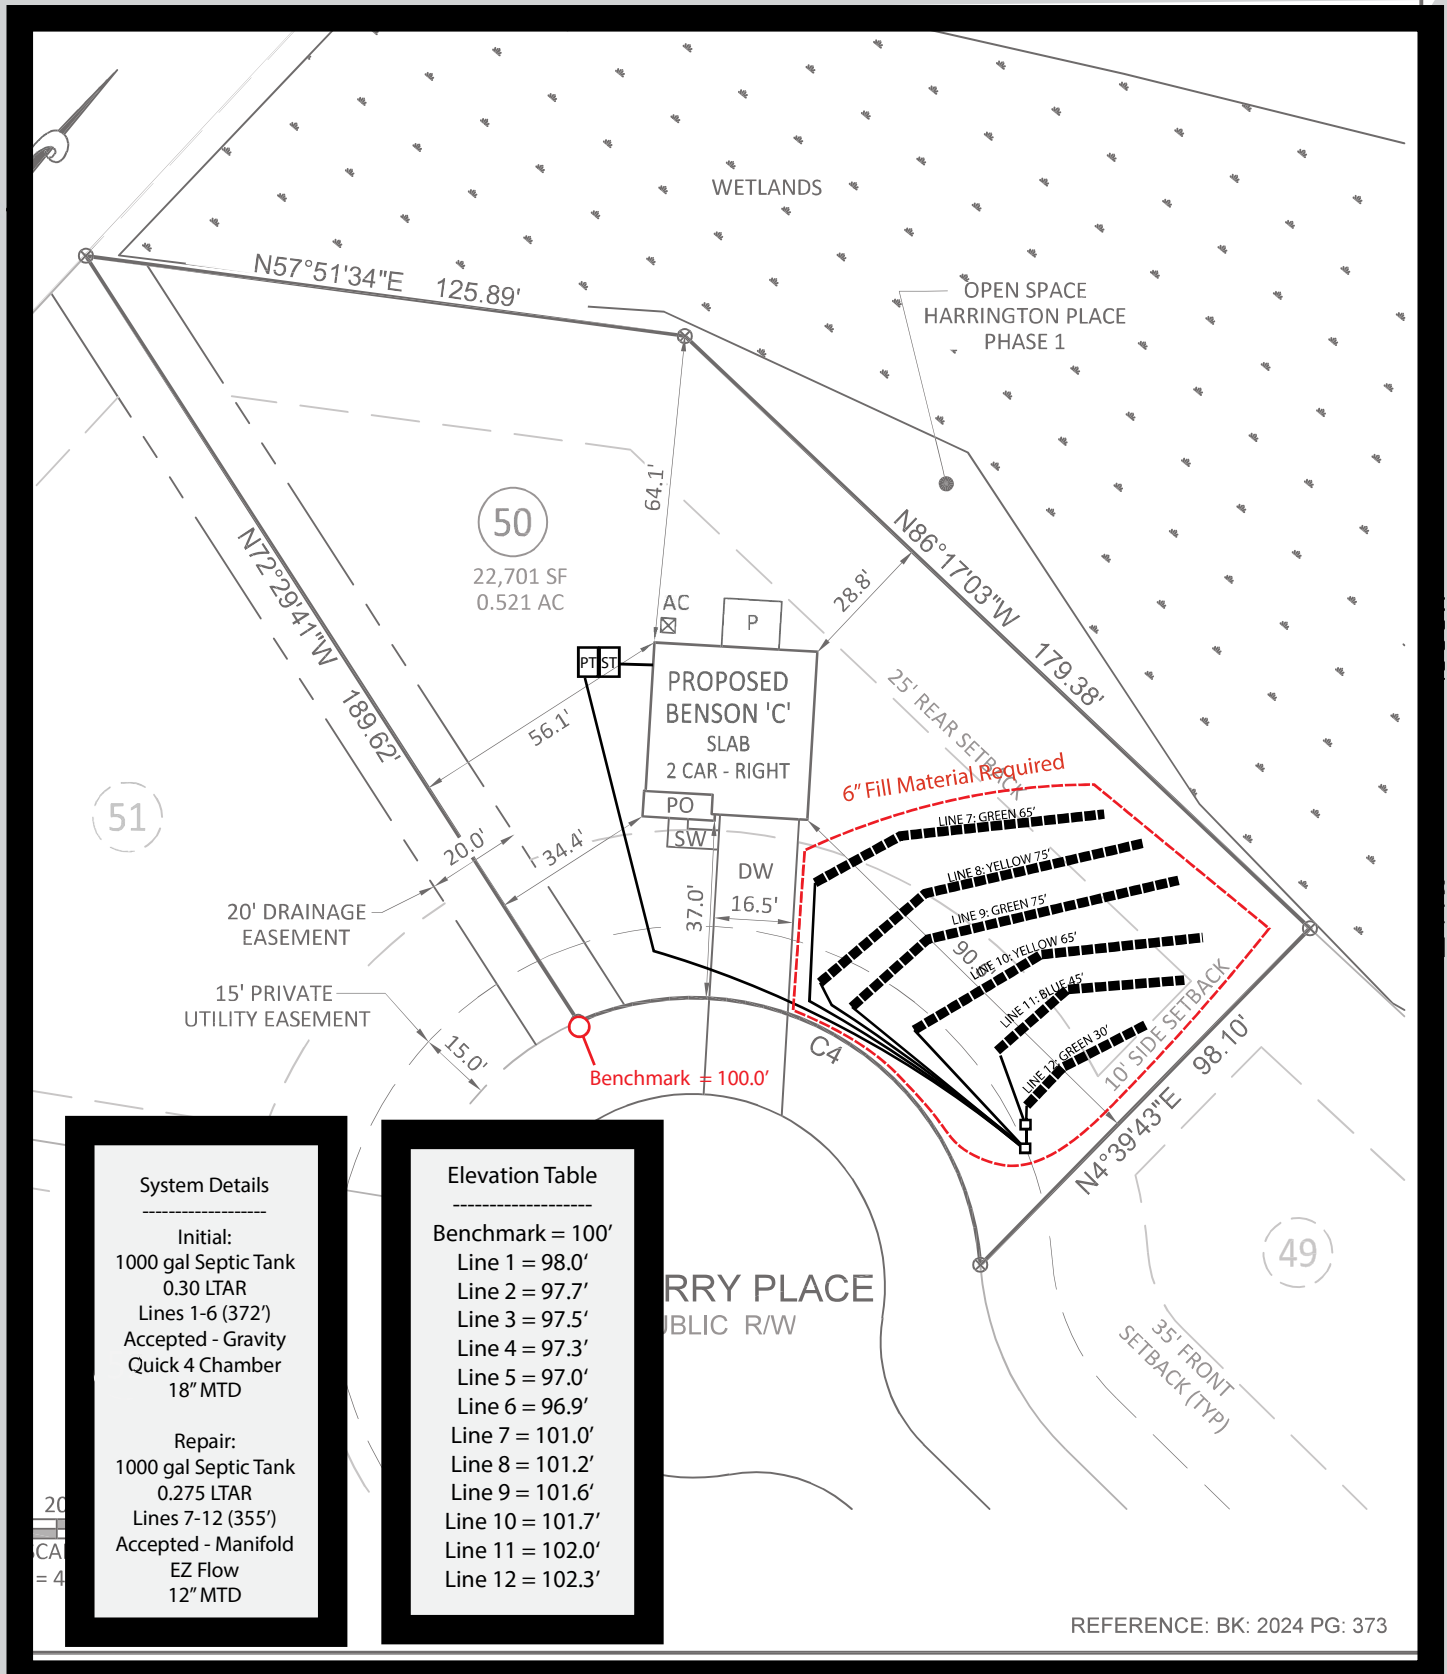 WETLANDS
N57°51'34"E 125.89'
OPEN SPACE
HARRINGTON PLACE
PHASE 1
64.1'
50
22,701 SF
0.521 AC
N86°17'03"W 179.38'
N72°29'41"W 189.62'
28.8'
AC
P
PT ST
PROPOSED
BENSON 'C'
SLAB
2 CAR - RIGHT
56.1'
25' REAR SETBACK
6” Fill Material Required
51
PO
SW
DW
16.5'
37.0'
20.0'
34.4'
LINE 7: GREEN 65’
LINE 8: YELLOW 75’
LINE 9: GREEN 75’
LINE 10: YELLOW 65’
LINE 11: BLUE 45’
LINE 12: GREEN 30’
20' DRAINAGE
EASEMENT
15' PRIVATE
UTILITY EASEMENT
15.0'
C4
10' SIDE SETBACK
N4°39'43"E 98.10'
Benchmark = 100.0’
49
35' FRONT
SETBACK (TYP)
RRY PLACE
R/W
System Details
-------------------
Initial:
1000 gal Septic Tank
0.30 LTAR
Lines 1-6 (372’)
Accepted - Gravity
Quick 4 Chamber
18” MTD
Repair:
1000 gal Septic Tank
0.275 LTAR
Lines 7-12 (355’)
Accepted - Manifold
EZ Flow
12” MTD
Elevation Table
-------------------
Benchmark = 100’
Line 1 = 98.0‘
Line 2 = 97.7’
Line 3 = 97.5‘
Line 4 = 97.3’
Line 5 = 97.0‘
Line 6 = 96.9’
Line 7 = 101.0’
Line 8 = 101.2’
Line 9 = 101.6‘
Line 10 = 101.7’
Line 11 = 102.0‘
Line 12 = 102.3’
20
= 4
REFERENCE: BK: 2024 PG: 373